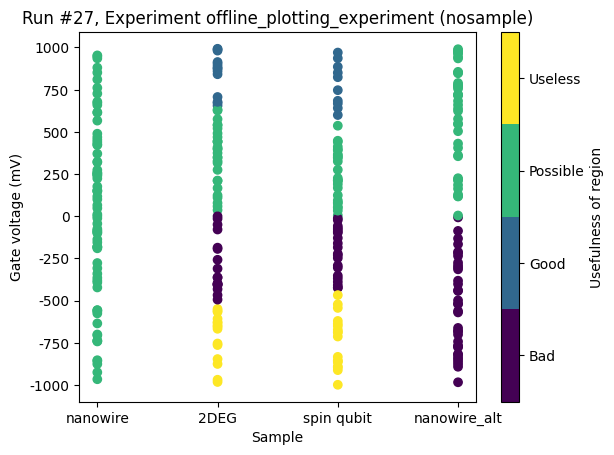 Run #27, Experiment offline_plotting_experiment (nosample)
1000
750
500
250
0
-250
-500
-750
-1000
Gate voltage (mV)
nanowire
2DEG
spin qubit
nanowire_alt
Sample
Useless
Possible
Good
Bad
Usefulness of region